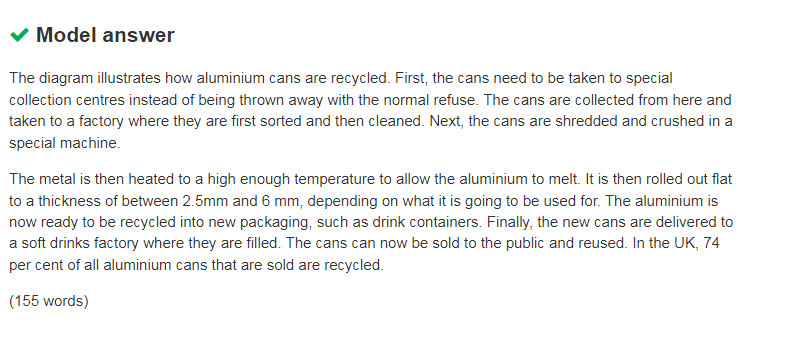 Model answer
The diagram illustrates how aluminium cans are recycled. First, the cans need to be taken to special
collection centres instead of being thrown away with the normal refuse. The cans are collected from here and
taken to a factory where they are first sorted and then cleaned. Next, the cans are shredded and crushed in a
special machine.
The metal is then heated to a high enough temperature to allow the aluminium to melt. It is then rolled out flat
to a thickness of between 2.5mm and 6 mm, depending on what it is going to be used for. The aluminium is
now ready to be recycled into new packaging, such as drink containers. Finally, the new cans are delivered to
a soft drinks factory where they are filled. The cans can now be sold to the public and reused. In the UK, 74
per cent of all aluminium cans that are sold are recycled.
(155 words)